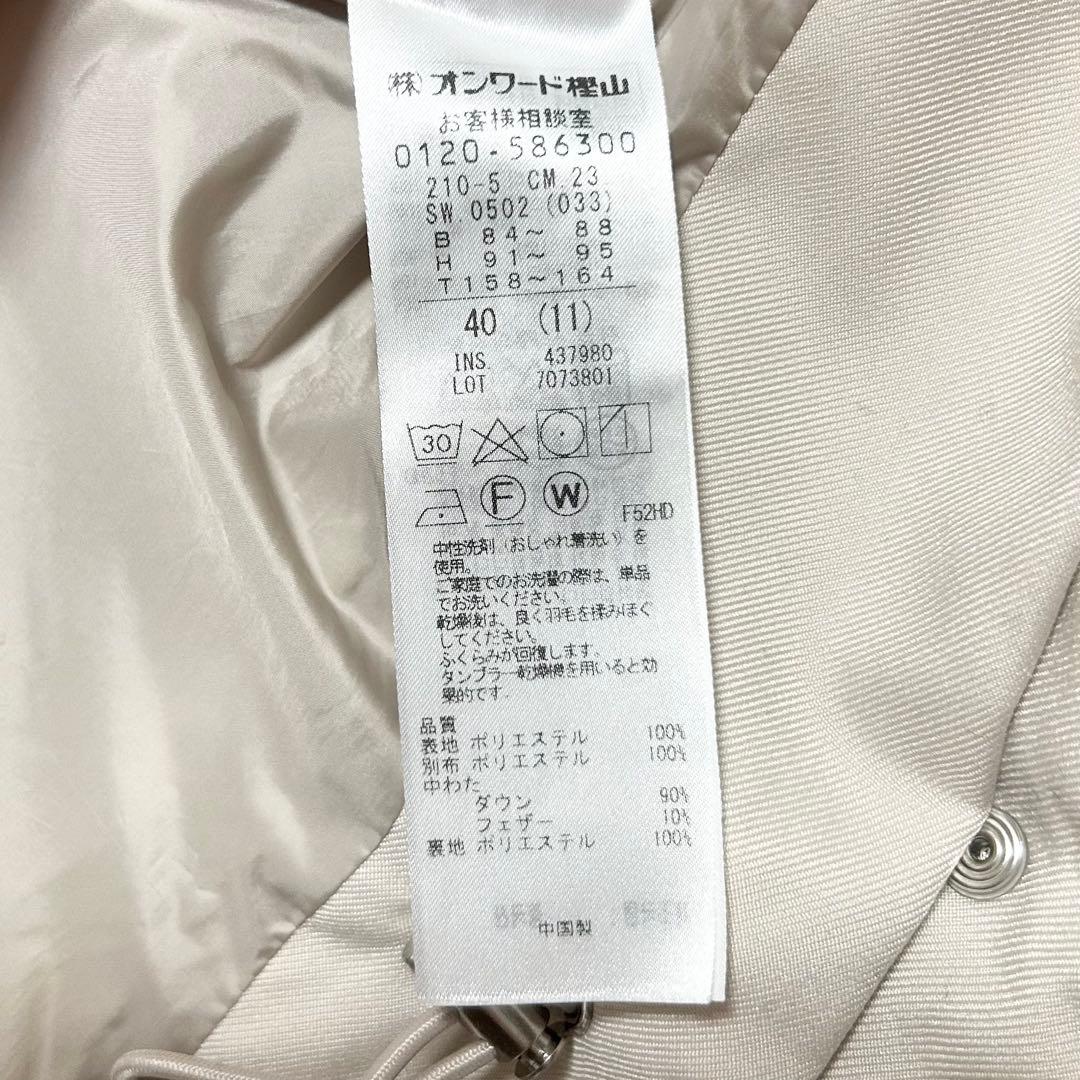 (株)オンワード樫山
お客様相談室
0120-586300
210-5 CM.23
SW 0502 (033)
B 84～ 88
H 91～ 95
T 158～164
40 (11)
INS. 437980
LOT 7073801
30
F W F52HD
中性洗剤（おしゃれ着洗い）を
使用。
ご家庭でのお洗濯の際は、単品
でお洗いください。
乾燥後は、良く羽毛を揉みほぐ
してください。
ふくらみが回復します。
タンブラー乾燥機を用いると効
果的です。
品質
表地 ポリエステル 100%
別布 ポリエステル 100%
中わた
ダウン 90%
フェザー 10%
裏地 ポリエステル 100%
中国製